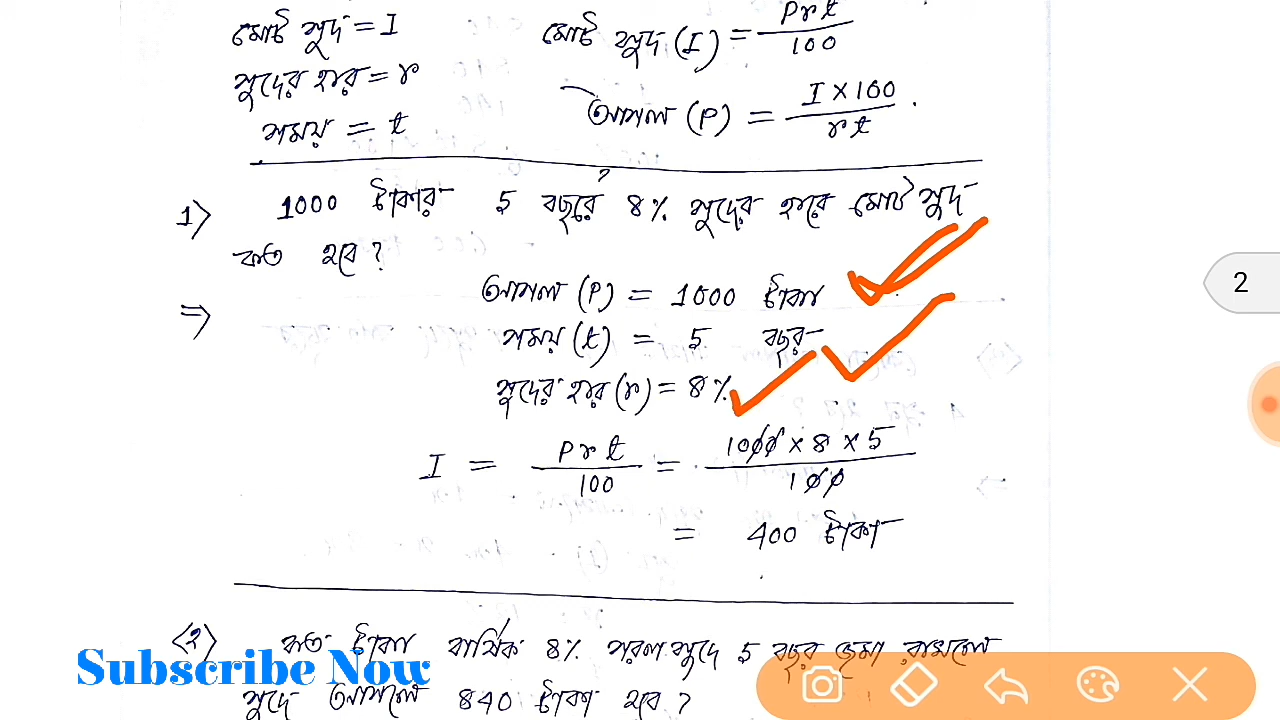 মোট সুদ = I
মোট সুদ (I) = Prt/100
সুদের হার = r
সময় = t
আসল (P) = I × 100/rt.
1) 1000 টাকার 5 বছরে 8% সুদের হারে মোট সুদ
কত হবে?
⇒ আসল (P) = 1000 টাকা
সময় (t) = 5 বছর
সুদের হার (r) = 8%
I = Prt/100 = 1000 × 8 × 5/100
= 400 টাকা
(২) কত টাকা বার্ষিক 8% সরল সুদে 5 বছর জমা রাখলে
সুদে আসলে 840 টাকা হবে?
Subscribe Now
2